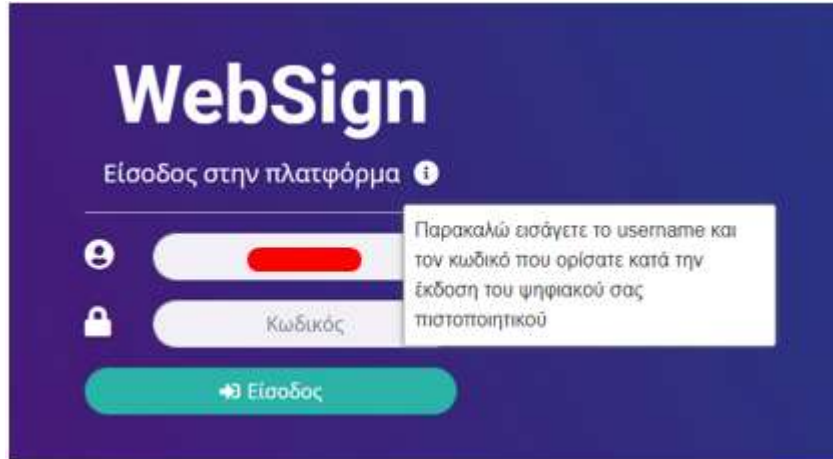 WebSign
Είσοδος στην πλατφόρμα
Παρακαλώ εισάγετε το username και
τον κωδικό που ορίσατε κατά την
έκδοση του ψηφιακού σας
πιστοποιητικού
Κωδικός
Είσοδος